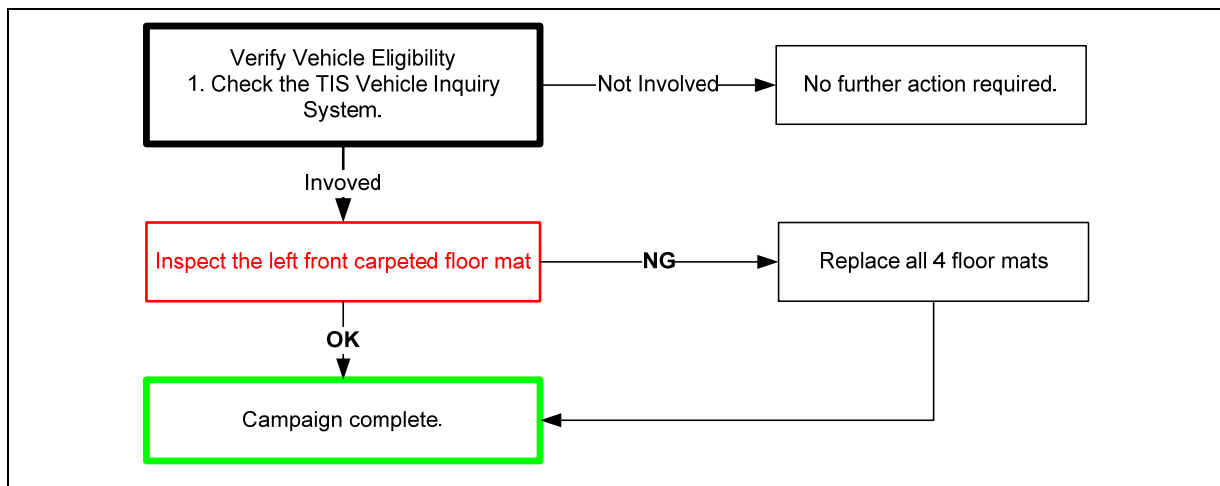 Verify Vehicle Eligibility
1. Check the TIS Vehicle Inquiry
System.
Not Involved
No further action required.
Invoved
Inspect the left front carpeted floor mat
NG
Replace all 4 floor mats
OK
Campaign complete.